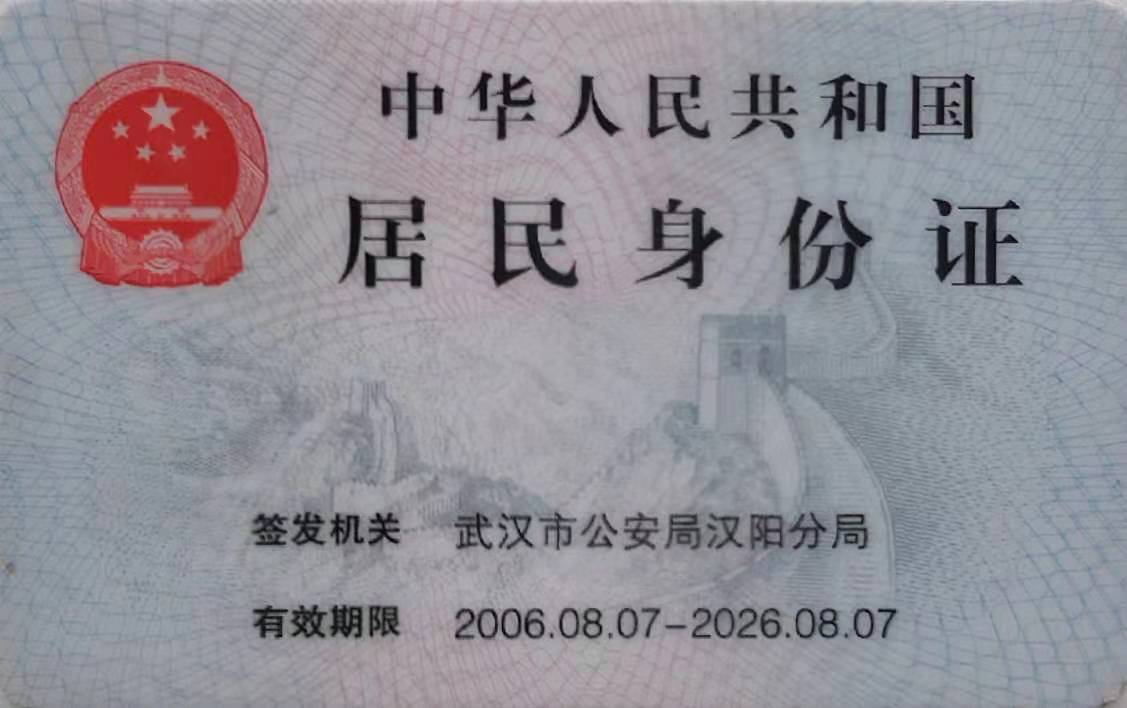 中华人民共和国
居民身份证
签发机关 武汉市公安局汉阳分局
有效期限 2006.08.07-2026.08.07